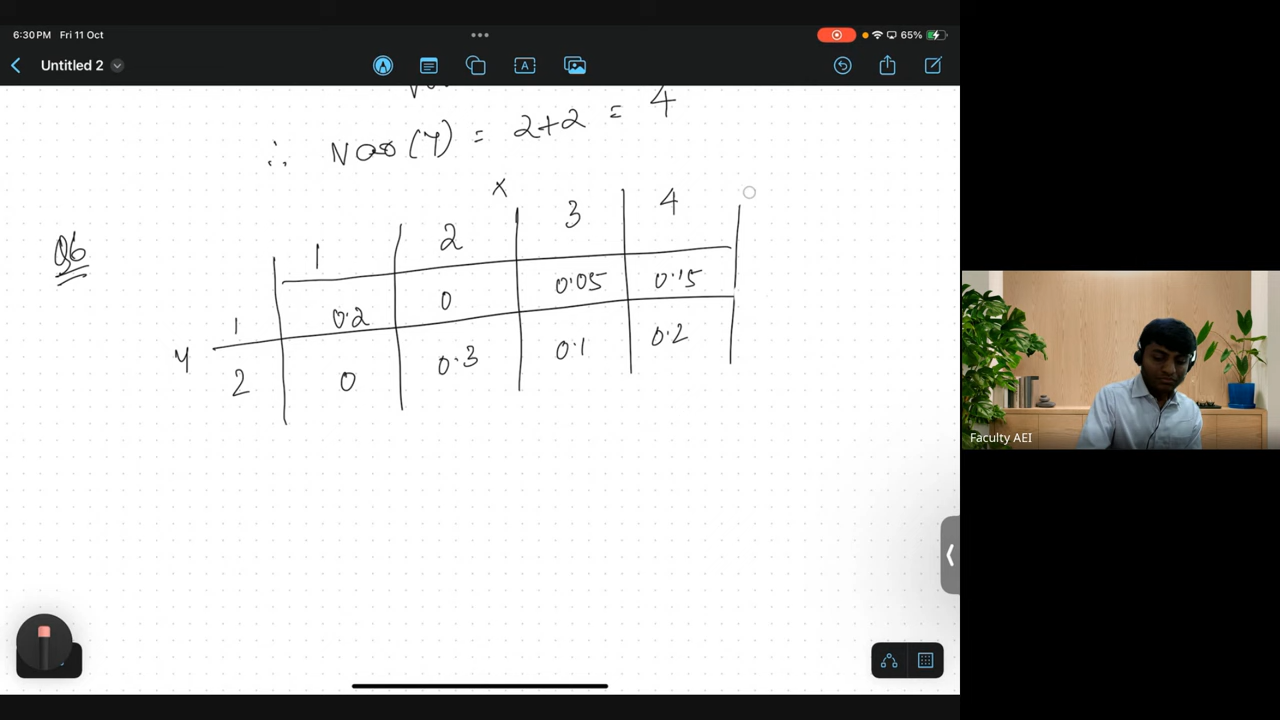 6:30 PM Fri 11 Oct
65%
Untitled 2
A
∴ Var(Y) = 2+2 = 4
X
Q6
1 2 3 4
1 0.2 0 0.05 0.15
Y
2 0 0.3 0.1 0.2
Faculty AEI